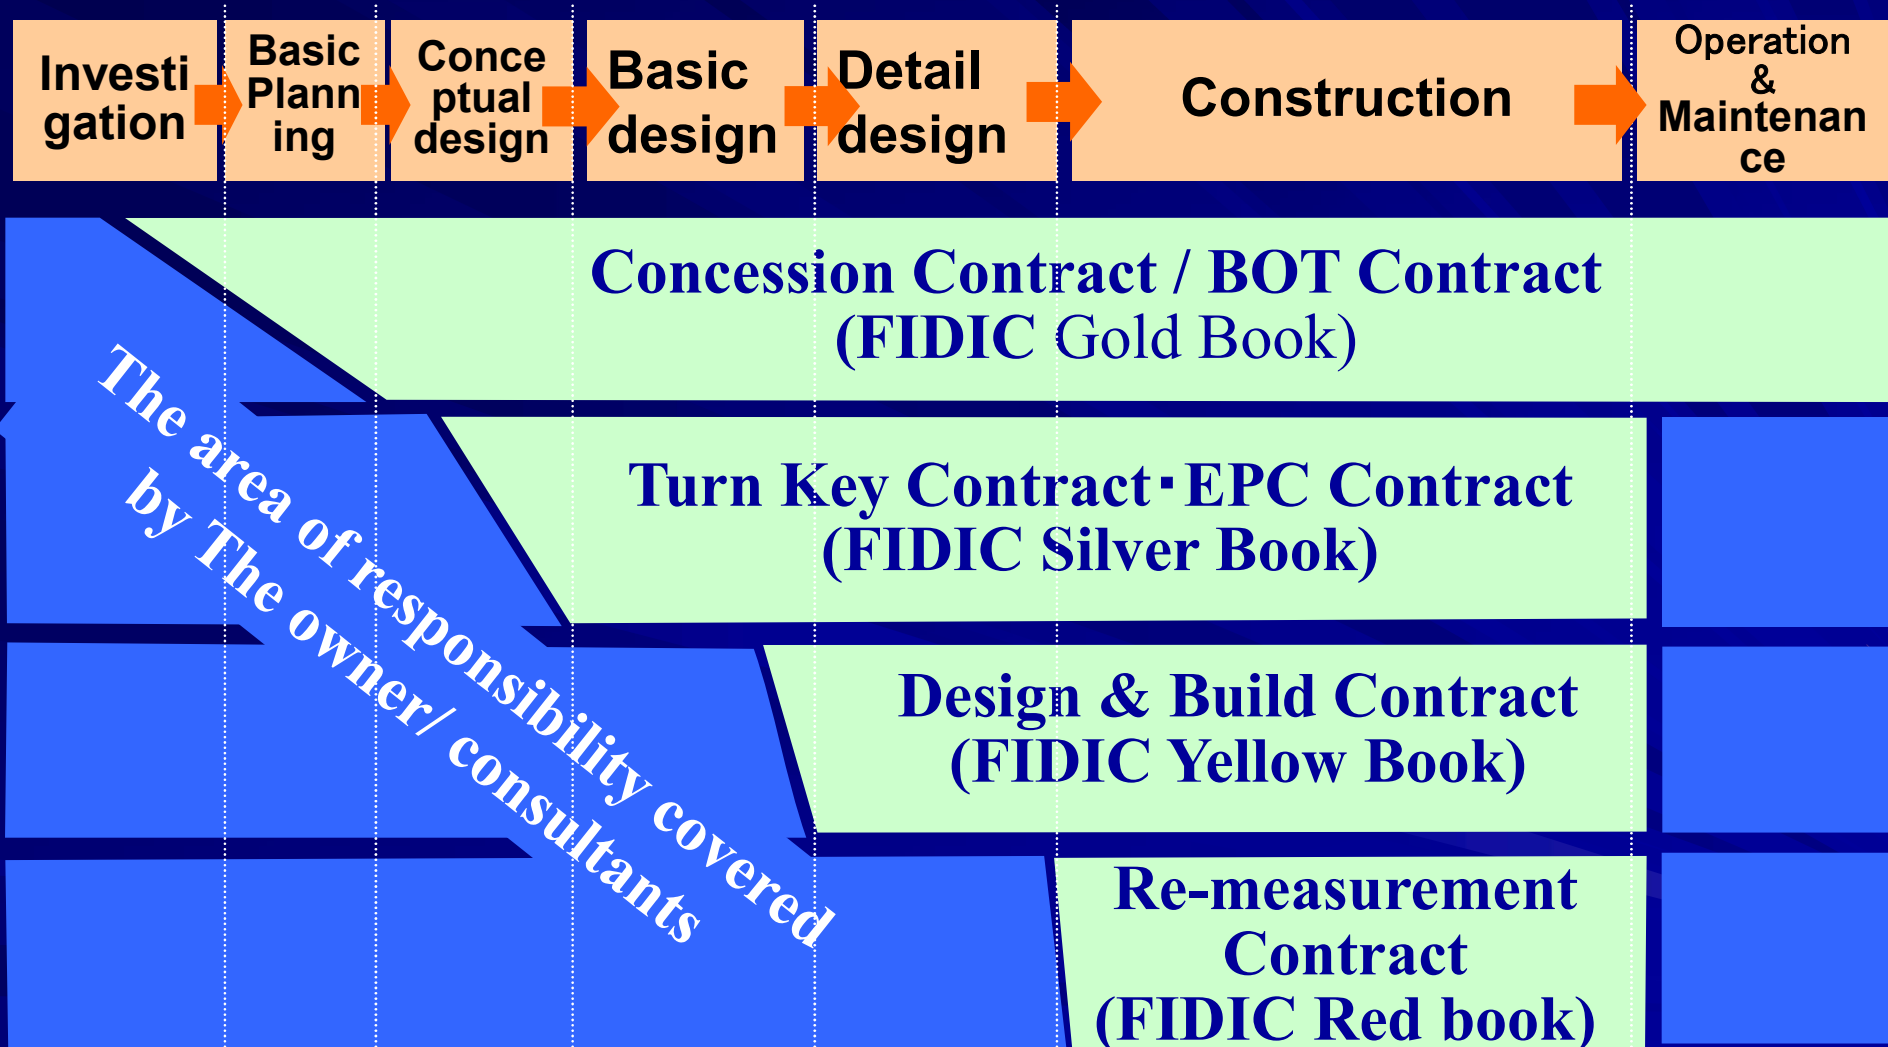 Investi
gation
Basic
Plann
ing
Conce
ptual
design
Basic
design
Detail
design
Construction
Operation
&
Maintenan
ce
Concession Contract / BOT Contract
(FIDIC Gold Book)
Turn Key Contract･EPC Contract
(FIDIC Silver Book)
Design & Build Contract
(FIDIC Yellow Book)
Re-measurement
Contract
(FIDIC Red book)
The area of responsibility covered
by The owner/ consultants